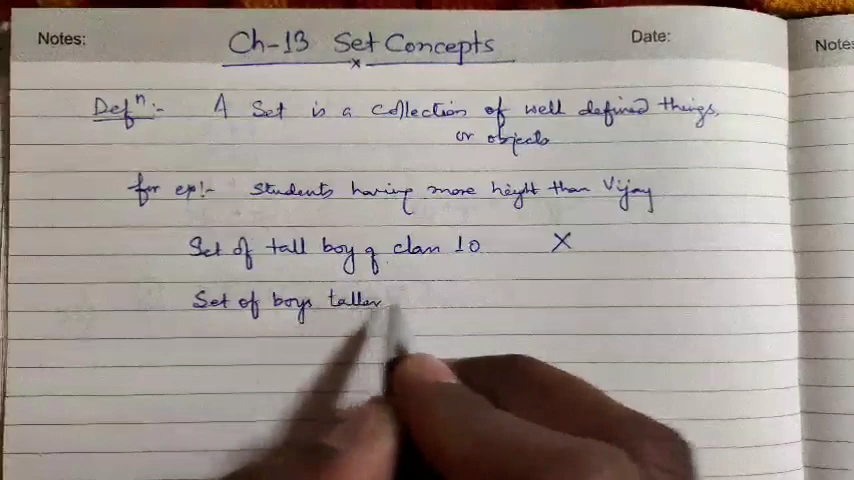 Notes:
Ch-13 Set Concepts
Date:
Notes
Defn:- A Set is a collection of well defined things,
or objects
for ex:- Students having more height than Vijay
Set of tall boy of class 10 X
Set of boys taller